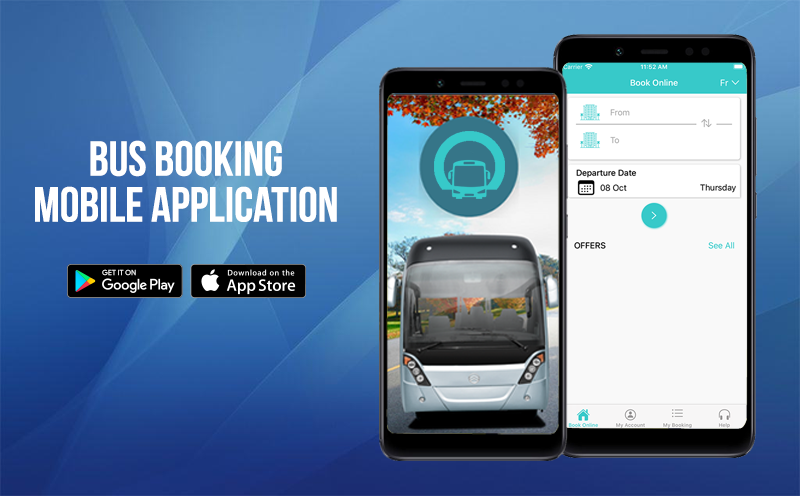 BUS BOOKING
MOBILE APPLICATION
GET IT ON
Google Play
Download on the
App Store
Carrier
11:52 AM
Book Online
Fr
From
To
Departure Date
08 Oct
Thursday
OFFERS
See All
Book Online
My Account
My Booking
Help